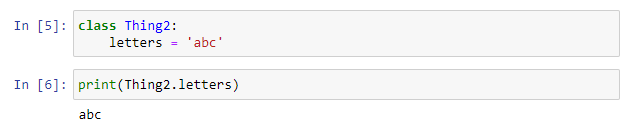 In [5]: class Thing2:
    letters = 'abc'
In [6]: print(Thing2.letters)
abc